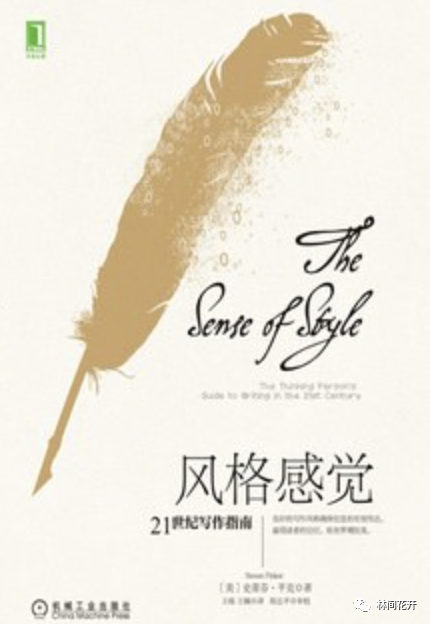 The
Sense of Style
The Thinking Person's
Guide to Writing in the 21st Century
风格感觉
21世纪写作指南
Steven Pinker
[美] 史蒂芬·平克◎著
机械工业出版社
China Machine Press
林间花开